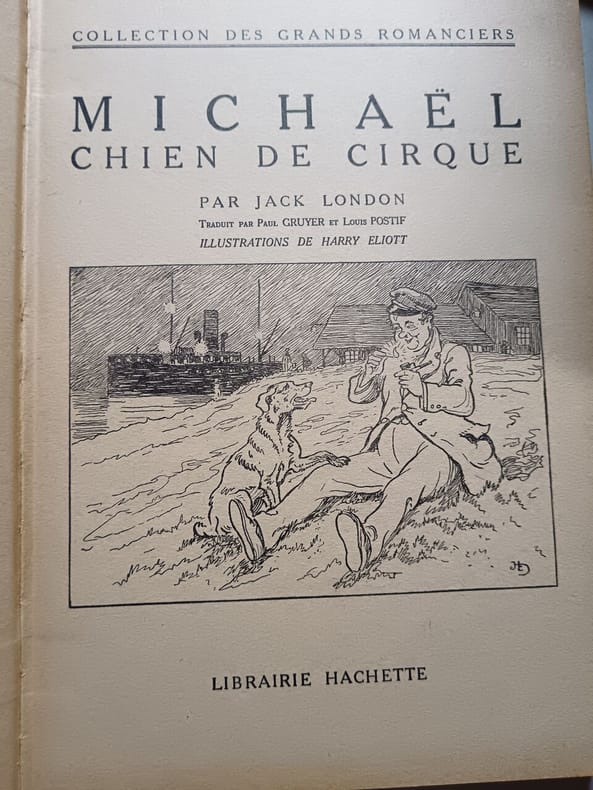 COLLECTION DES GRANDS ROMANCIERS
MICHAËL
CHIEN DE CIRQUE
PAR JACK LONDON
Traduit par Paul GRUYER et Louis POSTIF
ILLUSTRATIONS DE HARRY ELIOTT
HE
LIBRAIRIE HACHETTE